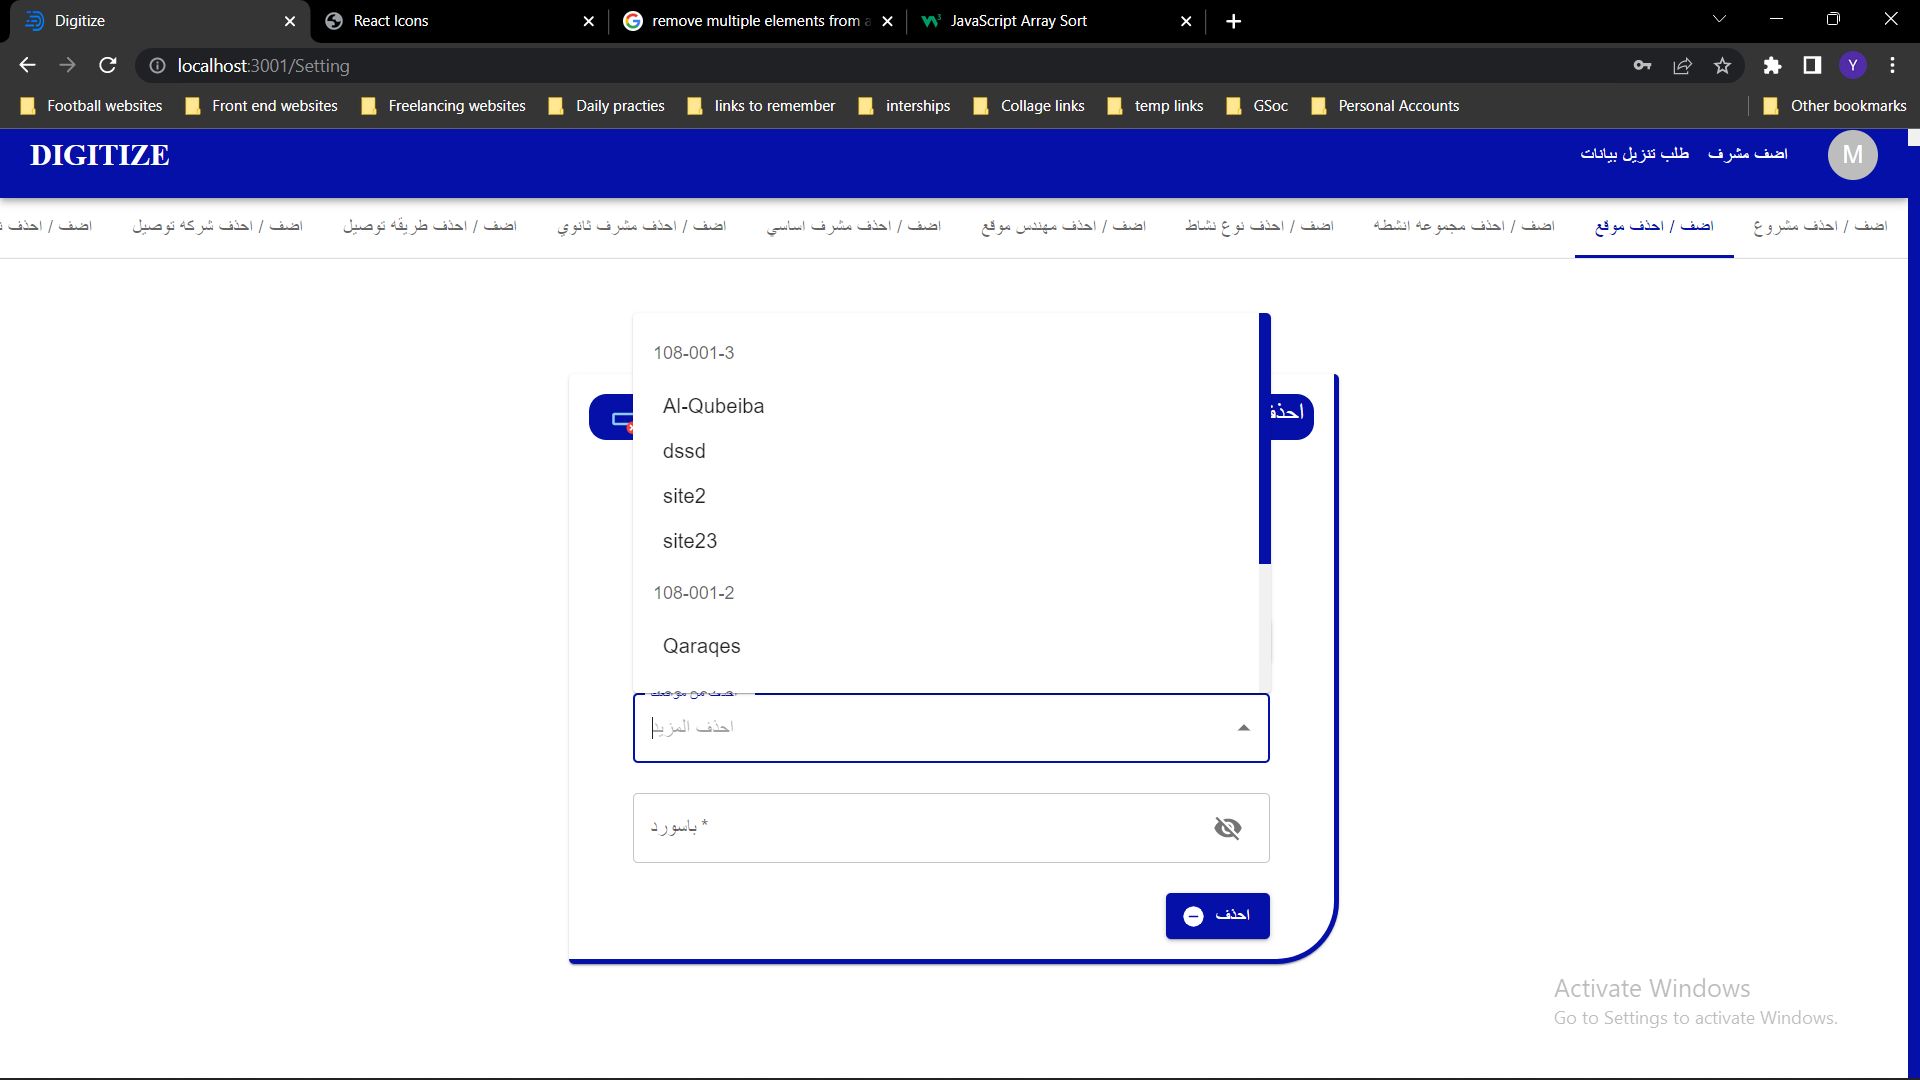 Digitize
React Icons
remove multiple elements from a
JavaScript Array Sort
localhost:3001/Setting
Y
Football websites
Front end websites
Freelancing websites
Daily practies
links to remember
interships
Collage links
temp links
GSoc
Personal Accounts
Other bookmarks
DIGITIZE
اضف مشرف
طلب تنزيل بيانات
M
اضف / احذف مشروع
اضف / احذف موقع
اضف / احذف مجموعه انشطه
اضف / احذف نوع نشاط
اضف / احذف مهندس موقع
اضف / احذف مشرف اساسي
اضف / احذف مشرف ثانوي
اضف / احذف طريقه توصيل
اضف / احذف شركه توصيل
اضف / احذف
احذف
108-001-3
Al-Qubeiba
dssd
site2
site23
108-001-2
Qaraqes
احذف المزيد
باسورد *
احذف
Activate Windows
Go to Settings to activate Windows.